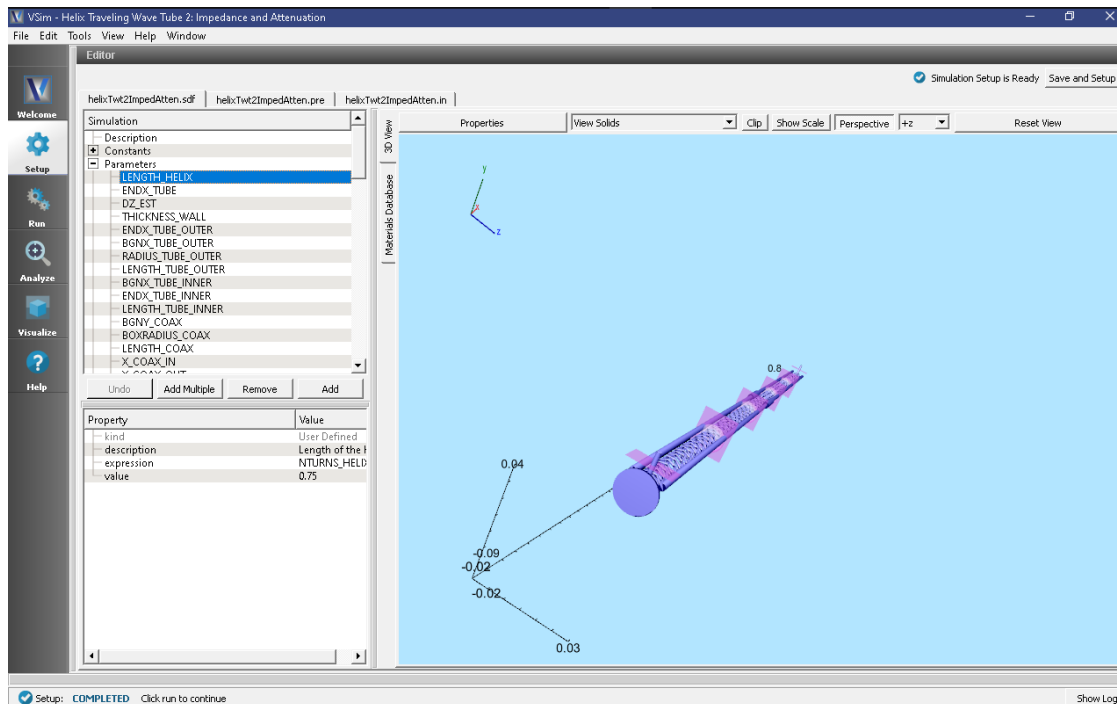 VSim - Helix Traveling Wave Tube 2: Impedance and Attenuation
File Edit Tools View Help Window
Editor
Simulation Setup is Ready Save and Setup
helixTwt2ImpedAtten.sdf helixTwt2ImpedAtten.pre helixTwt2ImpedAtten.in
Welcome
Setup
Run
Analyze
Visualize
Help
Simulation
Description
Constants
Parameters
LENGTH_HELIX
ENDX_TUBE
DZ_EST
THICKNESS_WALL
ENDX_TUBE_OUTER
BGNX_TUBE_OUTER
RADIUS_TUBE_OUTER
LENGTH_TUBE_OUTER
BGNX_TUBE_INNER
ENDX_TUBE_INNER
LENGTH_TUBE_INNER
BGNY_COAX
BOXRADIUS_COAX
LENGTH_COAX
X_COAX_IN
X_COAX_OUT
Undo Add Multiple Remove Add
Property Value
kind User Defined
description Length of the h
expression NTURNS_HELIX
value 0.75
3D View
Materials Database
Properties View Solids Clip Show Scale Perspective +z Reset View
y
x
z
0.8
0.04
-0.09
-0.02
-0.02
0.03
Setup: COMPLETED Click run to continue
Show Log